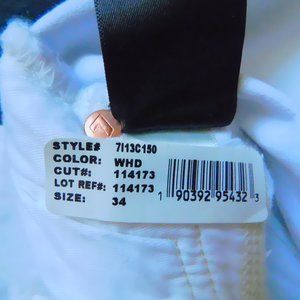 STYLE# 7I13C150
COLOR: WHD
CUT#: 114173
LOT REF#: 114173
SIZE: 34
1 90392 95432 3